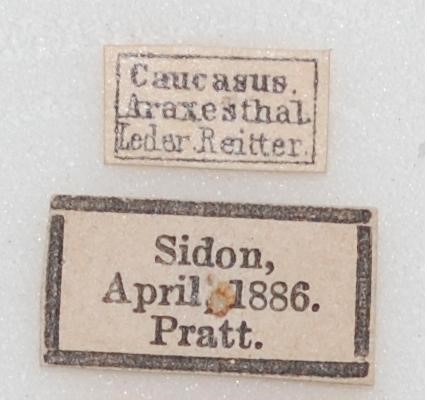 Caucasus.
Araxesthal
Leder.Reitter.
Sidon,
April, 1886.
Pratt.